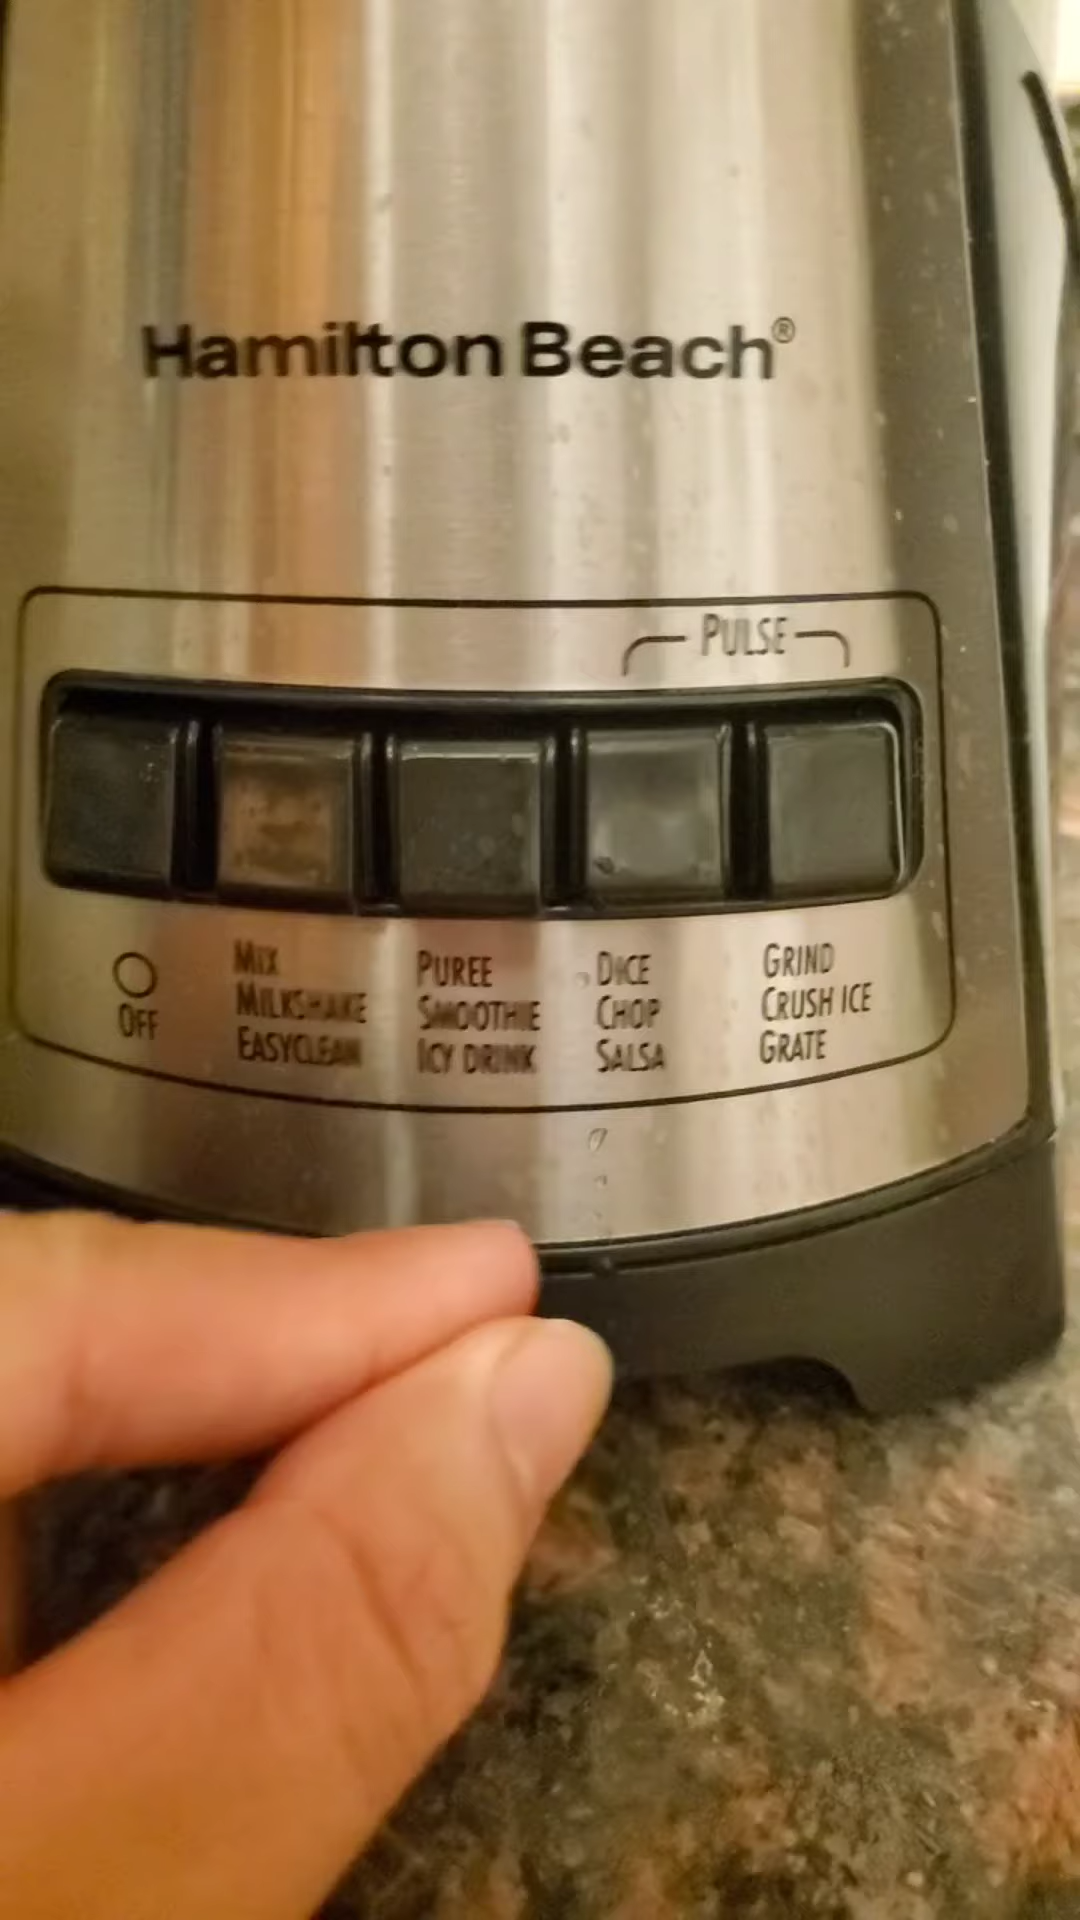 Hamilton Beach®
PULSE
OFF
MIX
MILKSHAKE
EASYCLEAN
PUREE
SMOOTHIE
ICY DRINK
DICE
CHOP
SALSA
GRIND
CRUSH ICE
GRATE